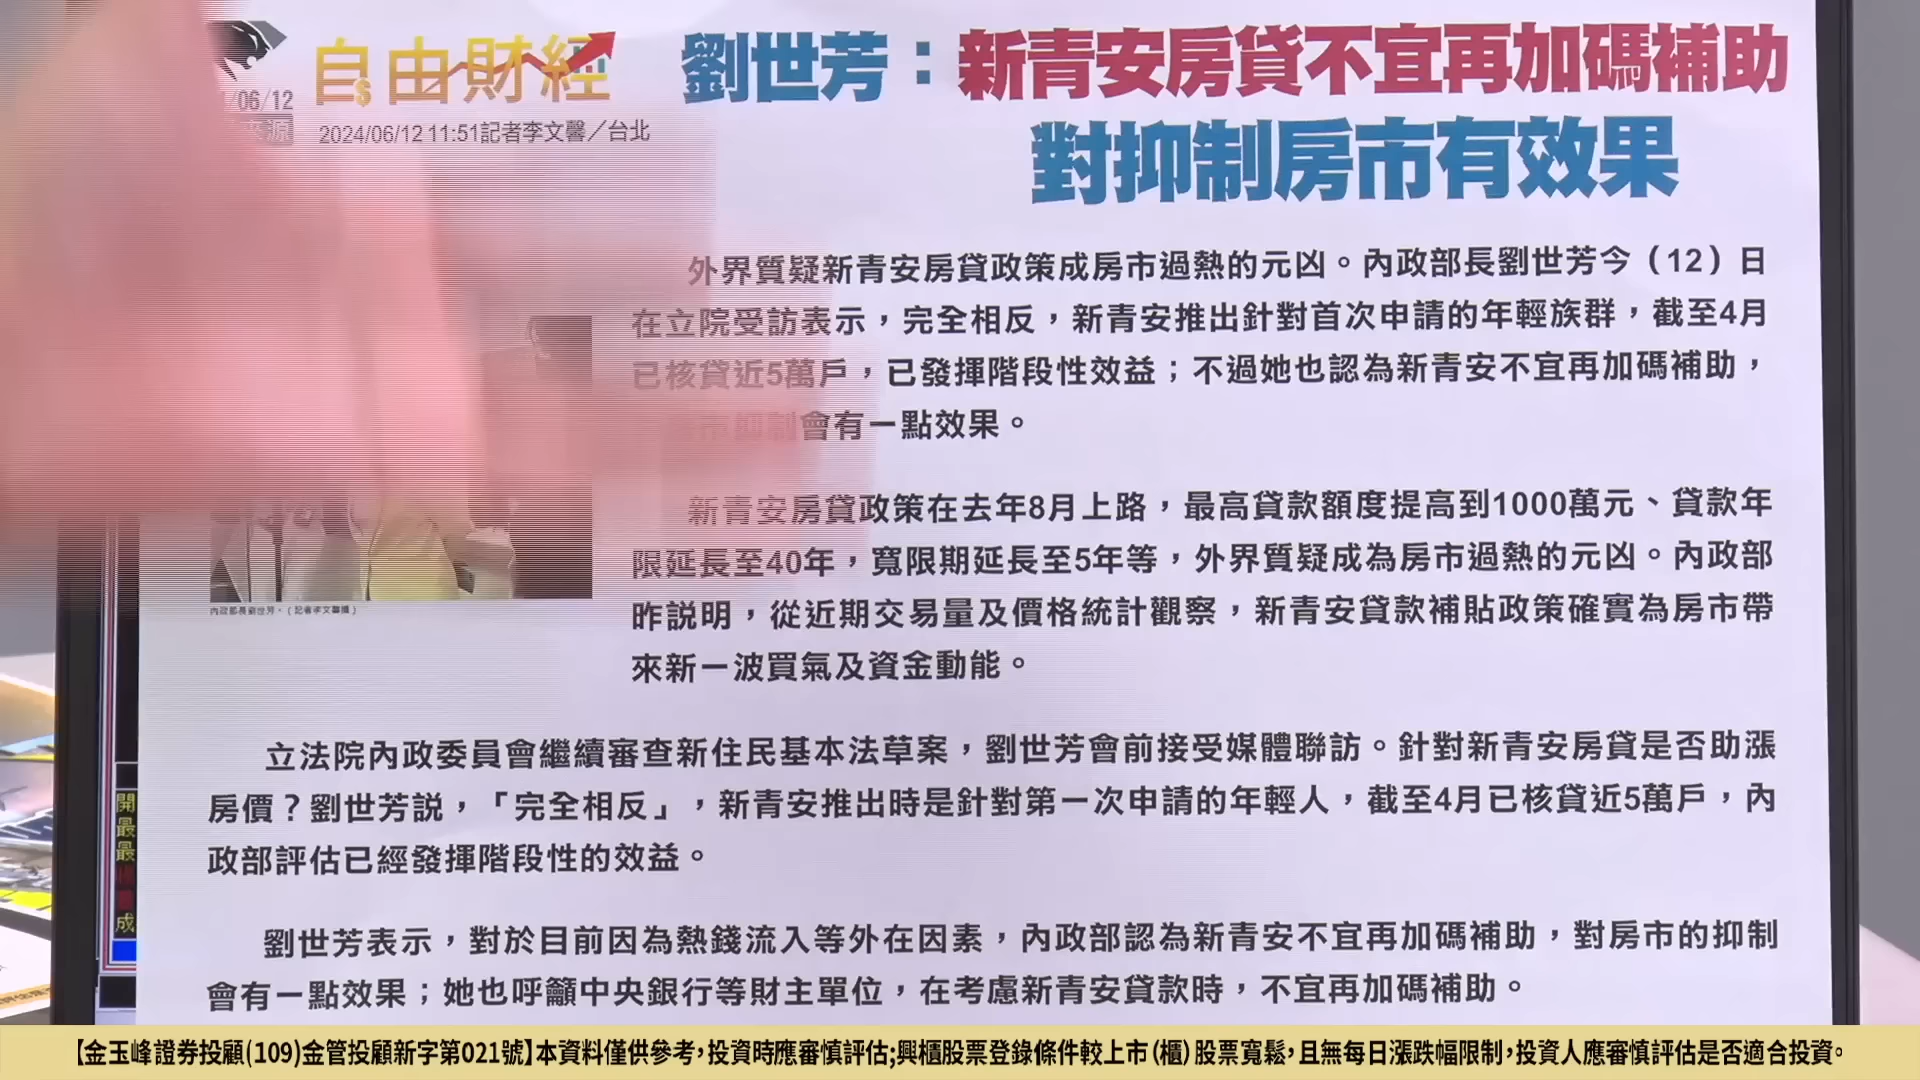 自由財經
/06/12
來源
2024/06/12 11:51記者李文馨／台北
劉世芳：新青安房貸不宜再加碼補助
對抑制房市有效果
外界質疑新青安房貸政策成房市過熱的元凶。內政部長劉世芳今（12）日
在立院受訪表示，完全相反，新青安推出針對首次申請的年輕族群，截至4月
已核貸近5萬戶，已發揮階段性效益；不過她也認為新青安不宜再加碼補助，
房市抑制會有一點效果。
新青安房貸政策在去年8月上路，最高貸款額度提高到1000萬元、貸款年
限延長至40年，寬限期延長至5年等，外界質疑成為房市過熱的元凶。內政部
昨說明，從近期交易量及價格統計觀察，新青安貸款補貼政策確實為房市帶
來新一波買氣及資金動能。
內政部長劉世芳。（記者李文馨攝）
立法院內政委員會繼續審查新住民基本法草案，劉世芳會前接受媒體聯訪。針對新青安房貸是否助漲
房價？劉世芳說，「完全相反」，新青安推出時是針對第一次申請的年輕人，截至4月已核貸近5萬戶，內
政部評估已經發揮階段性的效益。
劉世芳表示，對於目前因為熱錢流入等外在因素，內政部認為新青安不宜再加碼補助，對房市的抑制
會有一點效果；她也呼籲中央銀行等財主單位，在考慮新青安貸款時，不宜再加碼補助。
開
最
最
成
【金玉峰證券投顧(109)金管投顧新字第021號】本資料僅供參考，投資時應審慎評估;興櫃股票登錄條件較上市（櫃）股票寬鬆，且無每日漲跌幅限制，投資人應審慎評估是否適合投資。